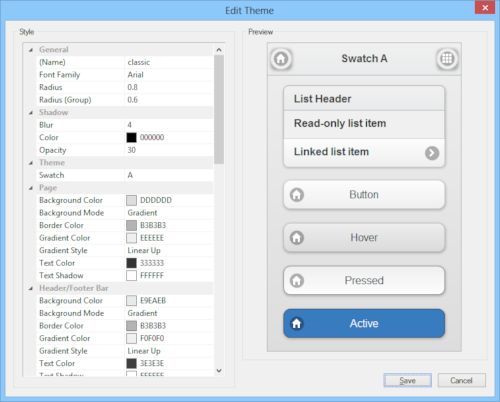 Edit Theme
Style
General
(Name) classic
Font Family Arial
Radius 0.8
Radius (Group) 0.6
Shadow
Blur 4
Color 000000
Opacity 30
Theme
Swatch A
Page
Background Color DDDDDD
Background Mode Gradient
Border Color B3B3B3
Gradient Color EEEEEE
Gradient Style Linear Up
Text Color 333333
Text Shadow FFFFFF
Header/Footer Bar
Background Color E9EAEB
Background Mode Gradient
Border Color B3B3B3
Gradient Color F0F0F0
Gradient Style Linear Up
Text Color 3E3E3E
Text Shadow FFFFFF
Preview
Swatch A
List Header
Read-only list item
Linked list item
Button
Hover
Pressed
Active
Save
Cancel